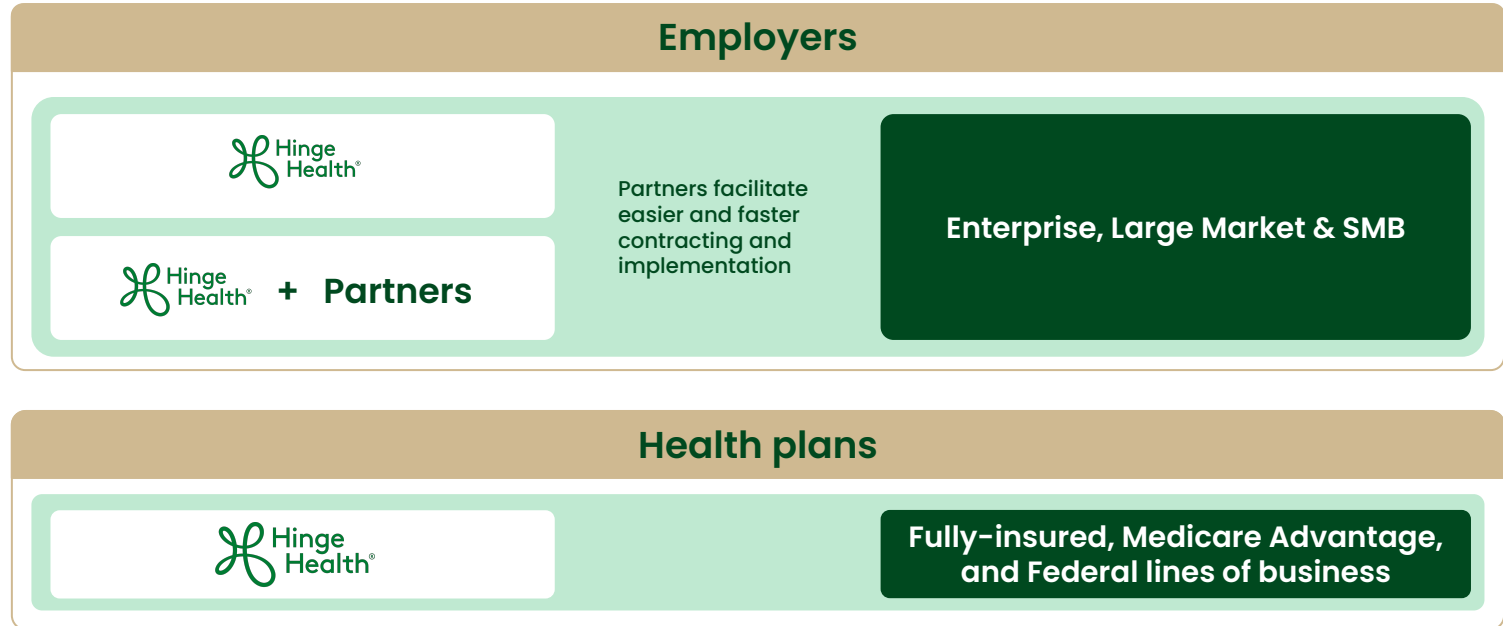 Employers
Hinge
Health®
Partners facilitate
easier and faster
contracting and
implementation
Enterprise, Large Market & SMB
Hinge
Health®
+ Partners
Health plans
Hinge
Health®
Fully-insured, Medicare Advantage,
and Federal lines of business